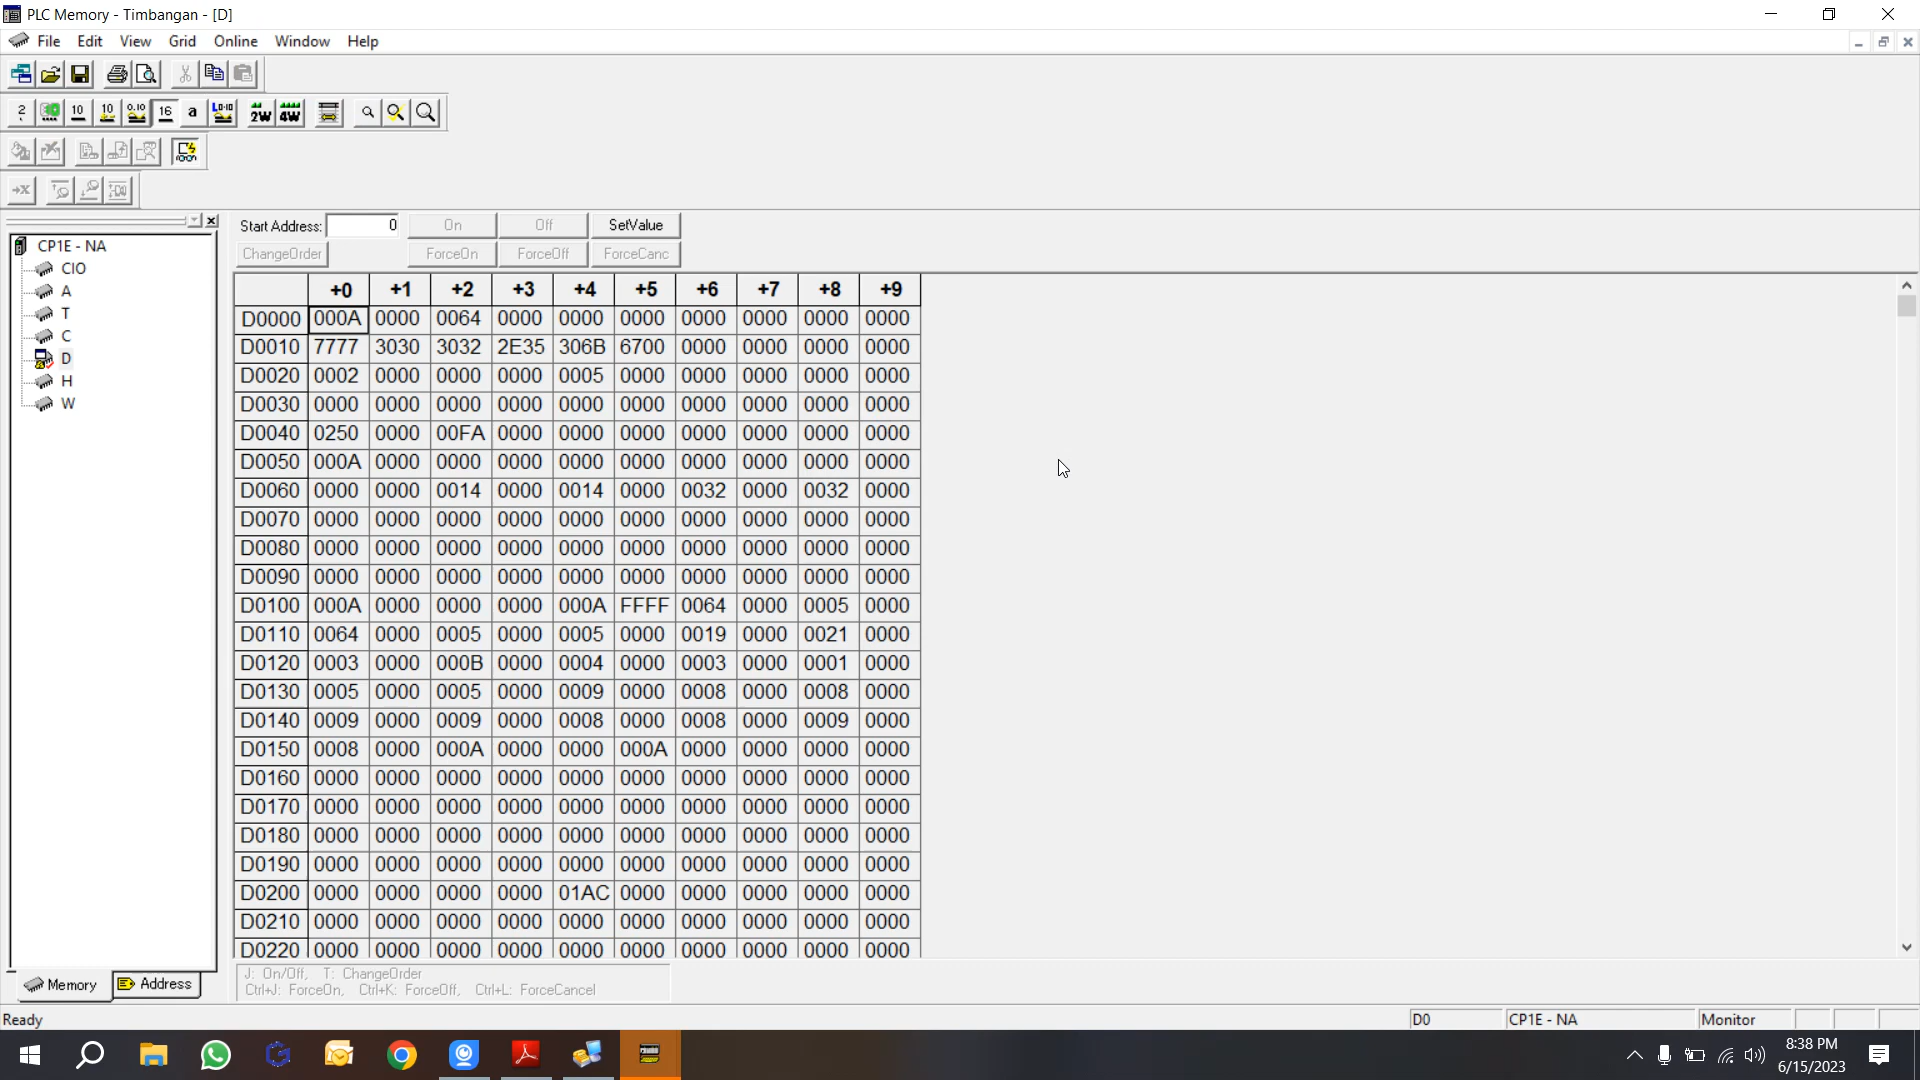 PLC Memory - Timbangan - [D]
File Edit View Grid Online Window Help
2 10 10 0.10 16 a L0·10 2W 4W
Start Address: 0 On Off SetValue
ChangeOrder ForceOn ForceOff ForceCanc
CP1E - NA
CIO
A
T
C
D
H
W
+0 +1 +2 +3 +4 +5 +6 +7 +8 +9
D0000 000A 0000 0064 0000 0000 0000 0000 0000 0000 0000
D0010 7777 3030 3032 2E35 306B 6700 0000 0000 0000 0000
D0020 0002 0000 0000 0000 0005 0000 0000 0000 0000 0000
D0030 0000 0000 0000 0000 0000 0000 0000 0000 0000 0000
D0040 0250 0000 00FA 0000 0000 0000 0000 0000 0000 0000
D0050 000A 0000 0000 0000 0000 0000 0000 0000 0000 0000
D0060 0000 0000 0014 0000 0014 0000 0032 0000 0032 0000
D0070 0000 0000 0000 0000 0000 0000 0000 0000 0000 0000
D0080 0000 0000 0000 0000 0000 0000 0000 0000 0000 0000
D0090 0000 0000 0000 0000 0000 0000 0000 0000 0000 0000
D0100 000A 0000 0000 0000 000A FFFF 0064 0000 0005 0000
D0110 0064 0000 0005 0000 0005 0000 0019 0000 0021 0000
D0120 0003 0000 000B 0000 0004 0000 0003 0000 0001 0000
D0130 0005 0000 0005 0000 0009 0000 0008 0000 0008 0000
D0140 0009 0000 0009 0000 0008 0000 0008 0000 0009 0000
D0150 0008 0000 000A 0000 0000 000A 0000 0000 0000 0000
D0160 0000 0000 0000 0000 0000 0000 0000 0000 0000 0000
D0170 0000 0000 0000 0000 0000 0000 0000 0000 0000 0000
D0180 0000 0000 0000 0000 0000 0000 0000 0000 0000 0000
D0190 0000 0000 0000 0000 0000 0000 0000 0000 0000 0000
D0200 0000 0000 0000 0000 01AC 0000 0000 0000 0000 0000
D0210 0000 0000 0000 0000 0000 0000 0000 0000 0000 0000
D0220 0000 0000 0000 0000 0000 0000 0000 0000 0000 0000
Memory Address
J: On/Off, T: ChangeOrder
Ctrl+J: ForceOn, Ctrl+K: ForceOff, Ctrl+L: ForceCancel
Ready D0 CP1E - NA Monitor
8:38 PM
6/15/2023